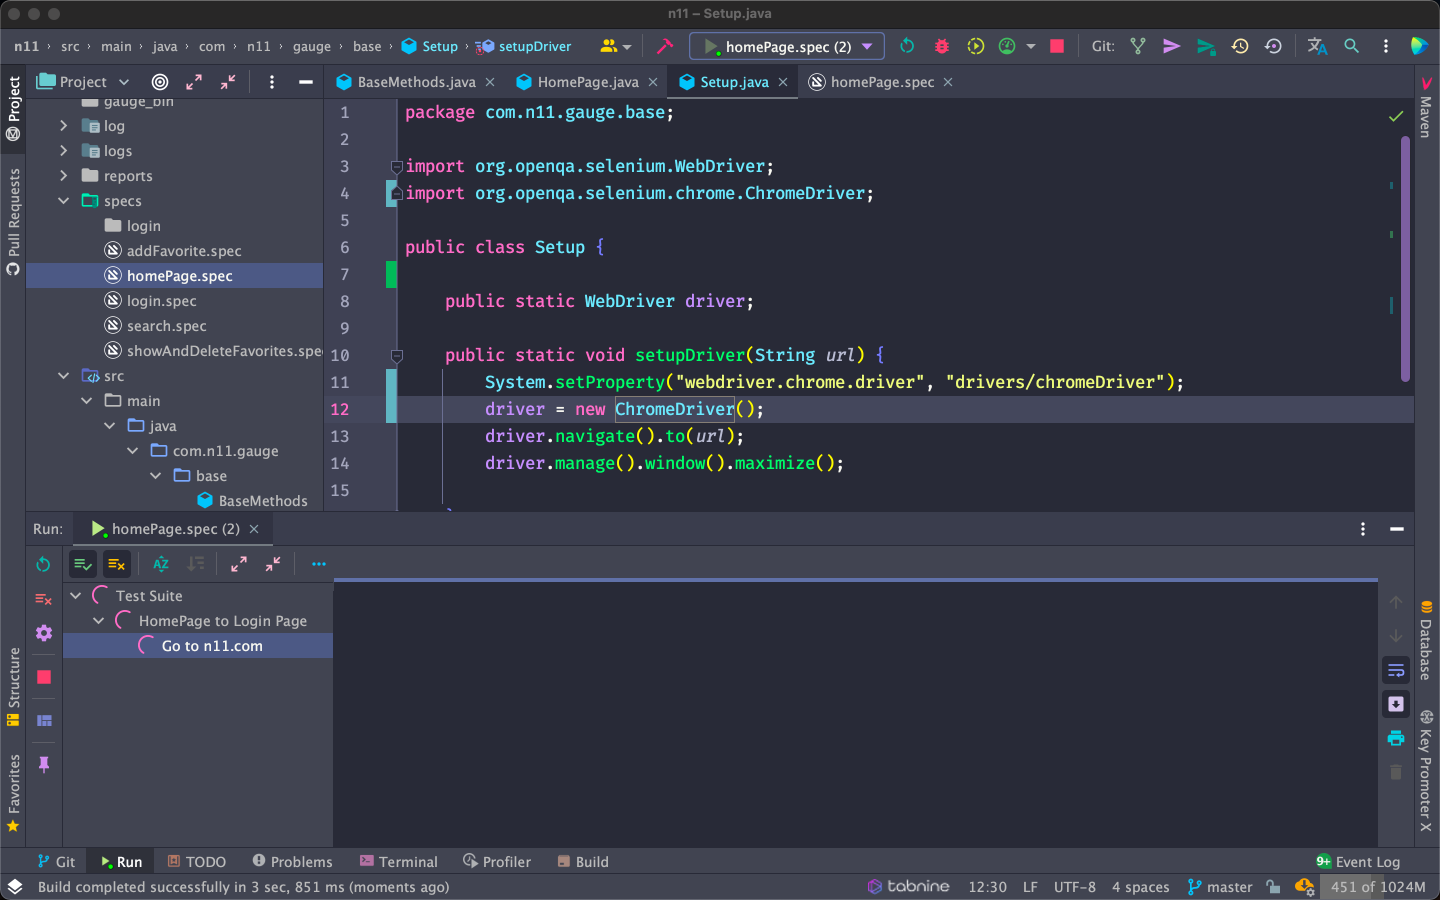 n11 – Setup.java
n11 › src › main › java › com › n11 › gauge › base › Setup › setupDriver
homePage.spec (2)
Git:
Project
BaseMethods.java
HomePage.java
Setup.java
homePage.spec
Project
Pull Requests
Structure
Favorites
gauge_bin
log
logs
reports
specs
login
addFavorite.spec
homePage.spec
login.spec
search.spec
showAndDeleteFavorites.spe
src
main
java
com.n11.gauge
base
BaseMethods
1 package com.n11.gauge.base;
2
3 import org.openqa.selenium.WebDriver;
4 import org.openqa.selenium.chrome.ChromeDriver;
5
6 public class Setup {
7
8 public static WebDriver driver;
9
10 public static void setupDriver(String url) {
11 System.setProperty("webdriver.chrome.driver", "drivers/chromeDriver");
12 driver = new ChromeDriver();
13 driver.navigate().to(url);
14 driver.manage().window().maximize();
15
Maven
Database
Key Promoter X
Run: homePage.spec (2)
AZ
Test Suite
HomePage to Login Page
Go to n11.com
Git
Run
TODO
Problems
Terminal
Profiler
Build
9+ Event Log
Build completed successfully in 3 sec, 851 ms (moments ago)
tabnine
12:30
LF
UTF-8
4 spaces
master
451 of 1024M